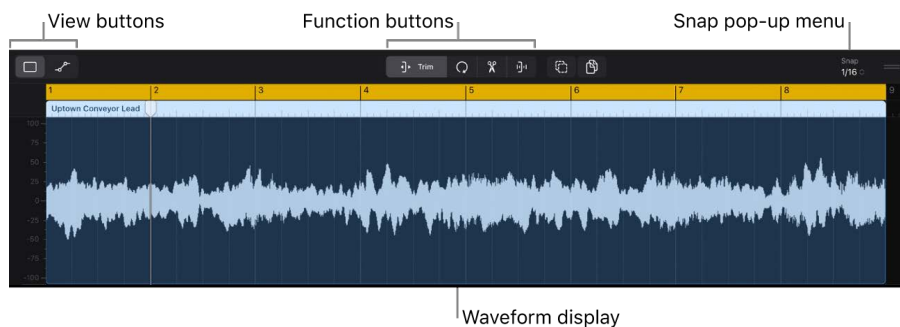 View buttons
Function buttons
Snap pop-up menu
Trim
Snap
1/16
1 2 3 4 5 6 7 8 9
Uptown Conveyor Lead
100
75
50
25
0
-25
-50
-75
-100
Waveform display